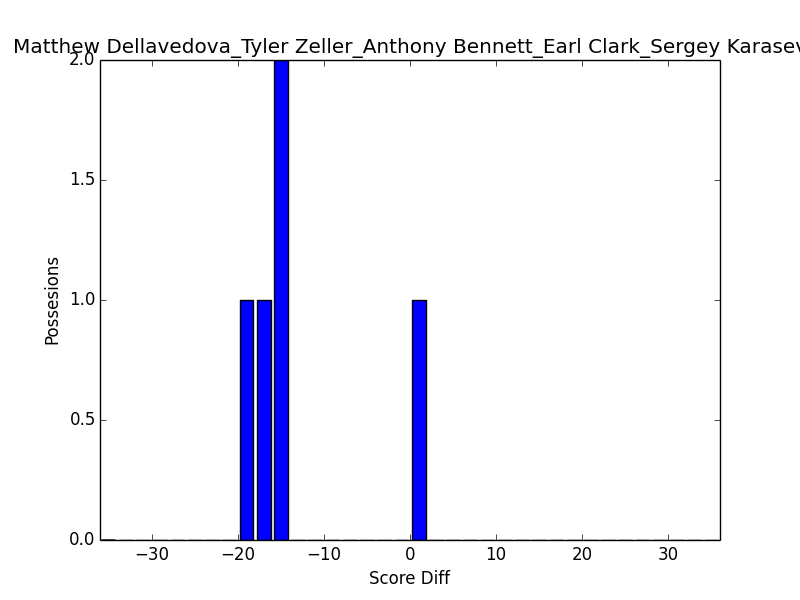 Matthew Dellavedova_Tyler Zeller_Anthony Bennett_Earl Clark_Sergey Karasev
2.0
1.5
1.0
0.5
0.0
Possesions
−30 −20 −10 0 10 20 30
Score Diff